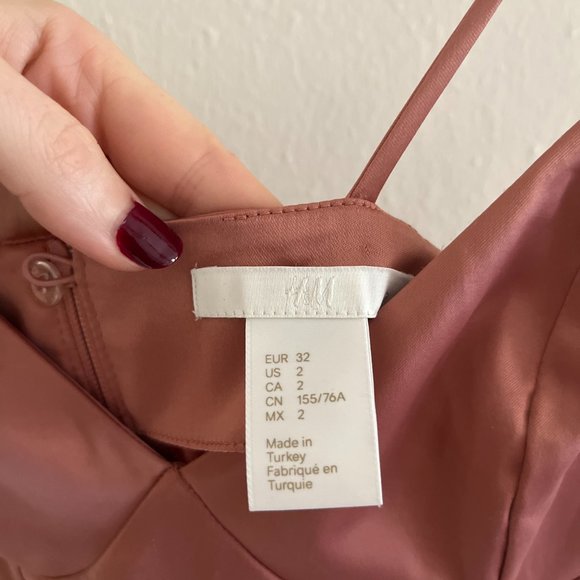 H&M
EUR 32
US 2
CA 2
CN 155/76A
MX 2
Made in
Turkey
Fabriqué en
Turquie